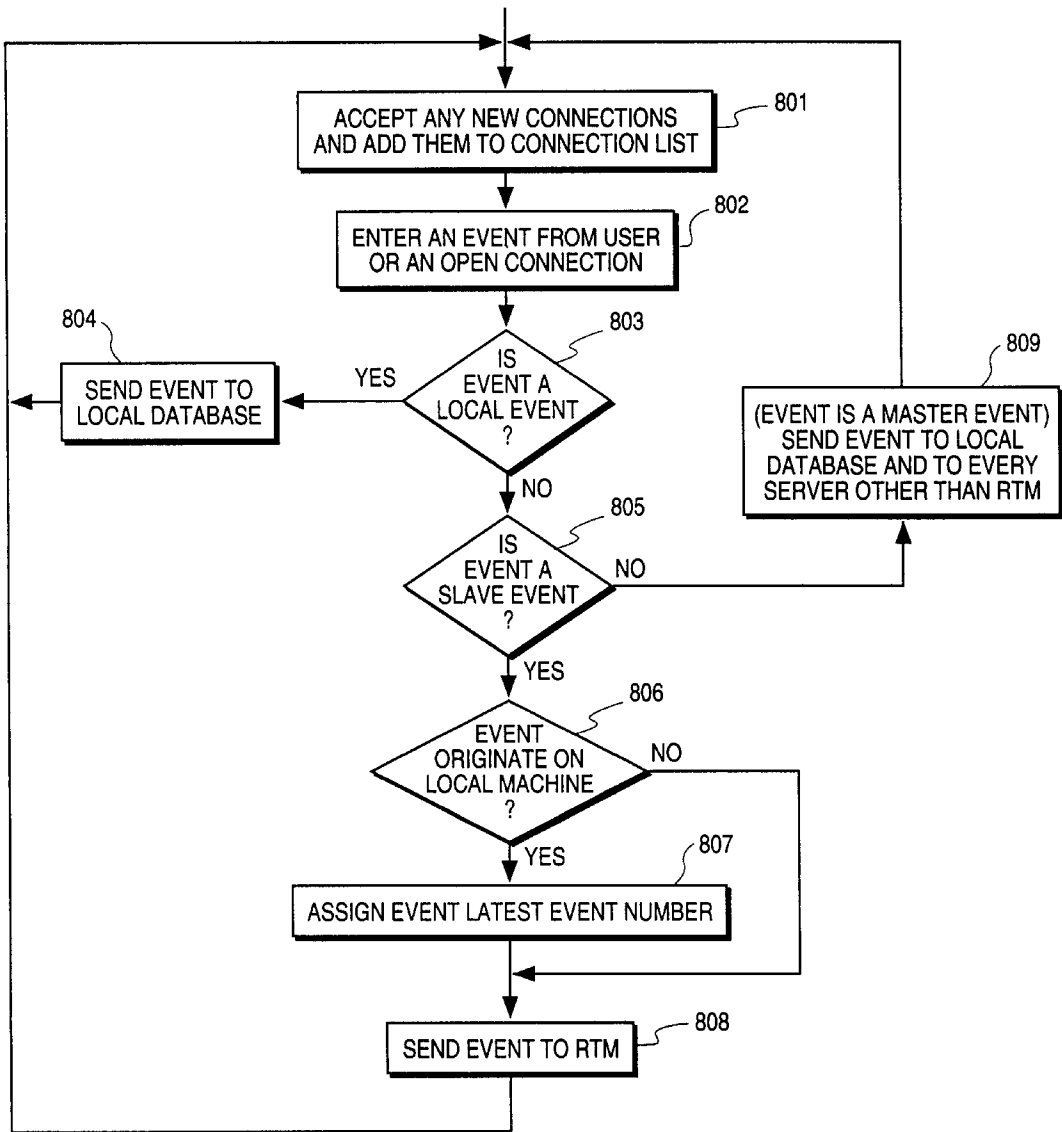 801
ACCEPT ANY NEW CONNECTIONS
AND ADD THEM TO CONNECTION LIST
802
ENTER AN EVENT FROM USER
OR AN OPEN CONNECTION
803
IS
EVENT A
LOCAL EVENT
?
YES
804
SEND EVENT TO
LOCAL DATABASE
NO
809
(EVENT IS A MASTER EVENT)
SEND EVENT TO LOCAL
DATABASE AND TO EVERY
SERVER OTHER THAN RTM
805
IS
EVENT A
SLAVE EVENT
?
NO
YES
806
EVENT
ORIGINATE ON
LOCAL MACHINE
?
NO
YES
807
ASSIGN EVENT LATEST EVENT NUMBER
808
SEND EVENT TO RTM